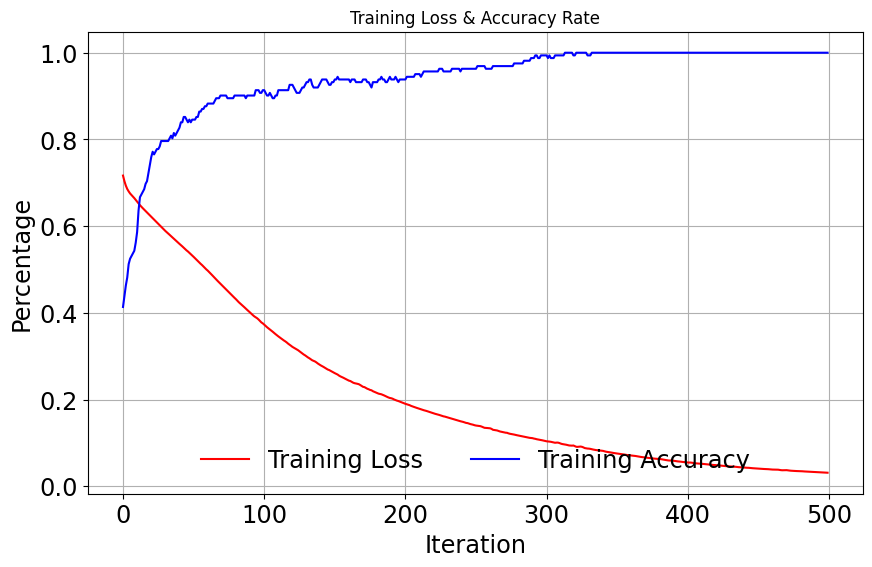 Training Loss & Accuracy Rate
1.0
0.8
0.6
0.4
0.2
0.0
Percentage
Training Loss
Training Accuracy
0 100 200 300 400 500
Iteration